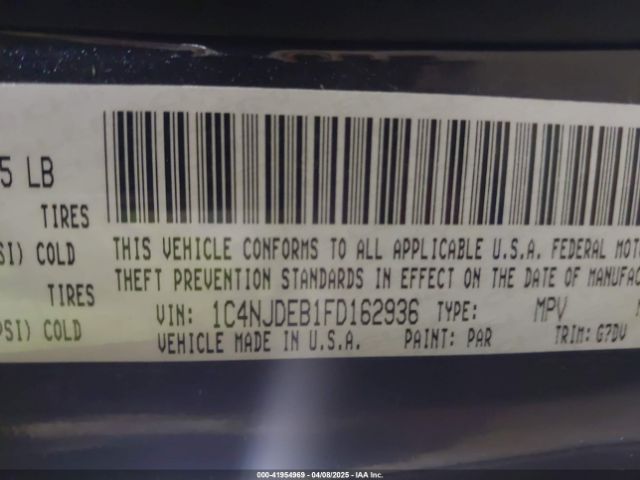 5 LB
TIRES
SI) COLD
TIRES
PSI) COLD
THIS VEHICLE CONFORMS TO ALL APPLICABLE U.S.A. FEDERAL MOTO
THEFT PREVENTION STANDARDS IN EFFECT ON THE DATE OF MANUFAC
VIN: 1C4NJDEB1FD162936 TYPE: MPV
VEHICLE MADE IN U.S.A. PAINT: PAR TRIM: G7DV
000-41954969 - 04/08/2025 - IAA Inc.